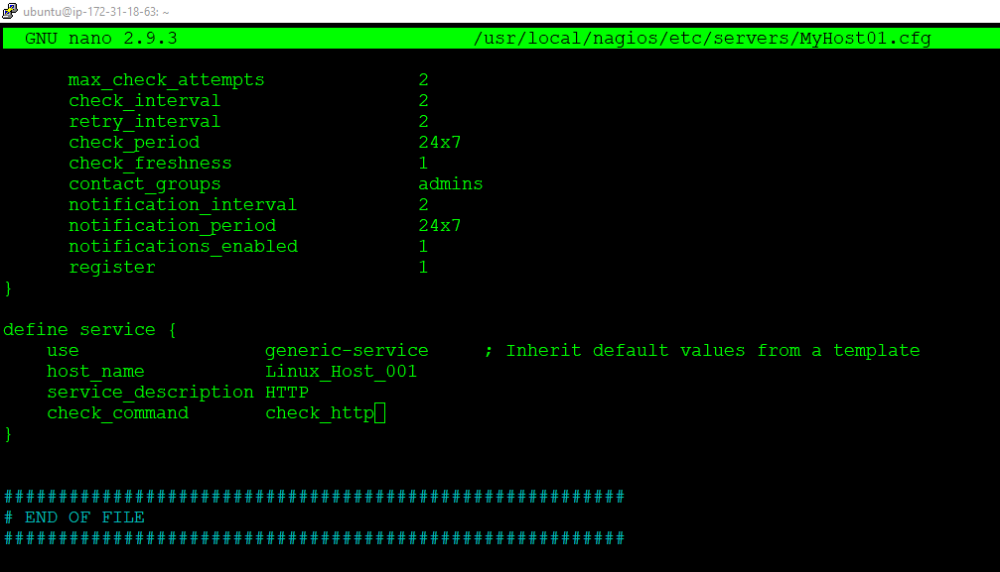 ubuntu@ip-172-31-18-63: ~
GNU nano 2.9.3 /usr/local/nagios/etc/servers/MyHost01.cfg
max_check_attempts 2
check_interval 2
retry_interval 2
check_period 24x7
check_freshness 1
contact_groups admins
notification_interval 2
notification_period 24x7
notifications_enabled 1
register 1
}
define service {
use generic-service ; Inherit default values from a template
host_name Linux_Host_001
service_description HTTP
check_command check_http
}
#########################################################
# END OF FILE
#########################################################